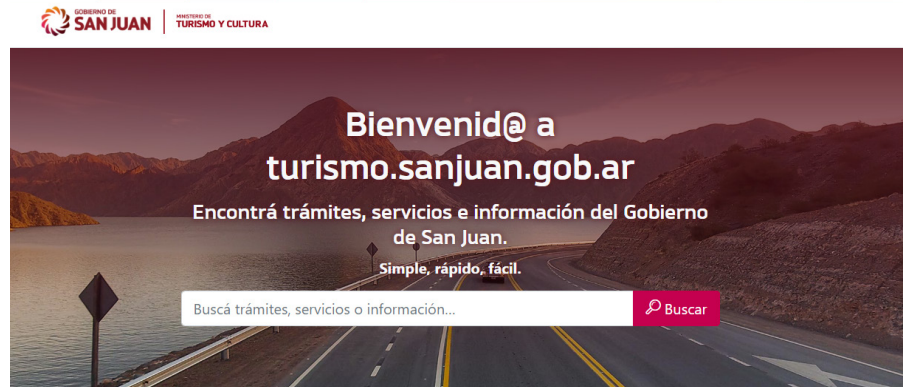 GOBIERNO DE
SAN JUAN
MINISTERIO DE
TURISMO Y CULTURA
Bienvenid@ a
turismo.sanjuan.gob.ar
Encontrá trámites, servicios e información del Gobierno
de San Juan.
Simple, rápido, fácil.
Buscá trámites, servicios o información...
Buscar